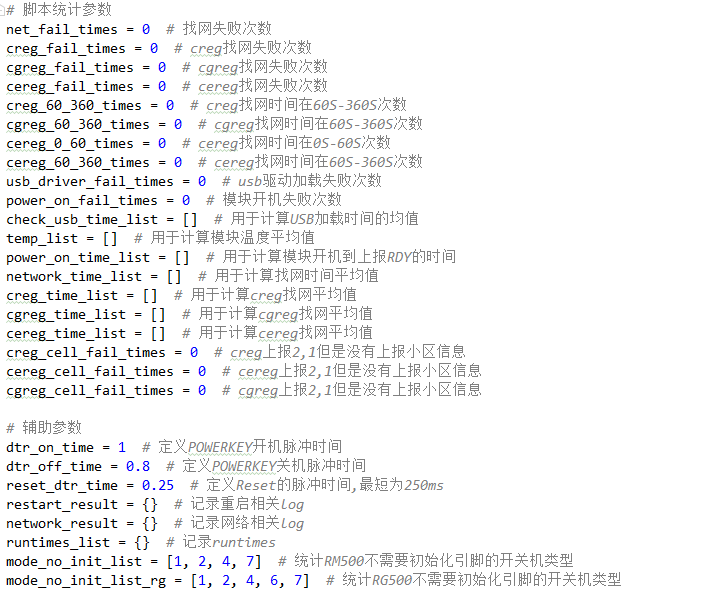 # 脚本统计参数
net_fail_times = 0  # 找网失败次数
creg_fail_times = 0  # creg找网失败次数
cgreg_fail_times = 0  # cgreg找网失败次数
cereg_fail_times = 0  # cereg找网失败次数
creg_60_360_times = 0  # creg找网时间在60S-360S次数
cgreg_60_360_times = 0  # cgreg找网时间在60S-360S次数
cereg_0_60_times = 0  # cereg找网时间在0S-60S次数
cereg_60_360_times = 0  # cereg找网时间在60S-360S次数
usb_driver_fail_times = 0  # usb驱动加载失败次数
power_on_fail_times = 0  # 模块开机失败次数
check_usb_time_list = []  # 用于计算USB加载时间的均值
temp_list = []  # 用于计算模块温度平均值
power_on_time_list = []  # 用于计算模块开机到上报RDY的时间
network_time_list = []  # 用于计算找网时间平均值
creg_time_list = []  # 用于计算creg找网平均值
cgreg_time_list = []  # 用于计算cgreg找网平均值
cereg_time_list = []  # 用于计算cereg找网平均值
creg_cell_fail_times = 0  # creg上报2,1但是没有上报小区信息
cereg_cell_fail_times = 0  # cereg上报2,1但是没有上报小区信息
cgreg_cell_fail_times = 0  # cgreg上报2,1但是没有上报小区信息

# 辅助参数
dtr_on_time = 1  # 定义POWERKEY开机脉冲时间
dtr_off_time = 0.8  # 定义POWERKEY关机脉冲时间
reset_dtr_time = 0.25  # 定义Reset的脉冲时间,最短为250ms
restart_result = {}  # 记录重启相关log
network_result = {}  # 记录网络相关log
runtimes_list = {}  # 记录runtimes
mode_no_init_list = [1, 2, 4, 7]  # 统计RM500不需要初始化引脚的开关机类型
mode_no_init_list_rg = [1, 2, 4, 6, 7]  # 统计RG500不需要初始化引脚的开关机类型